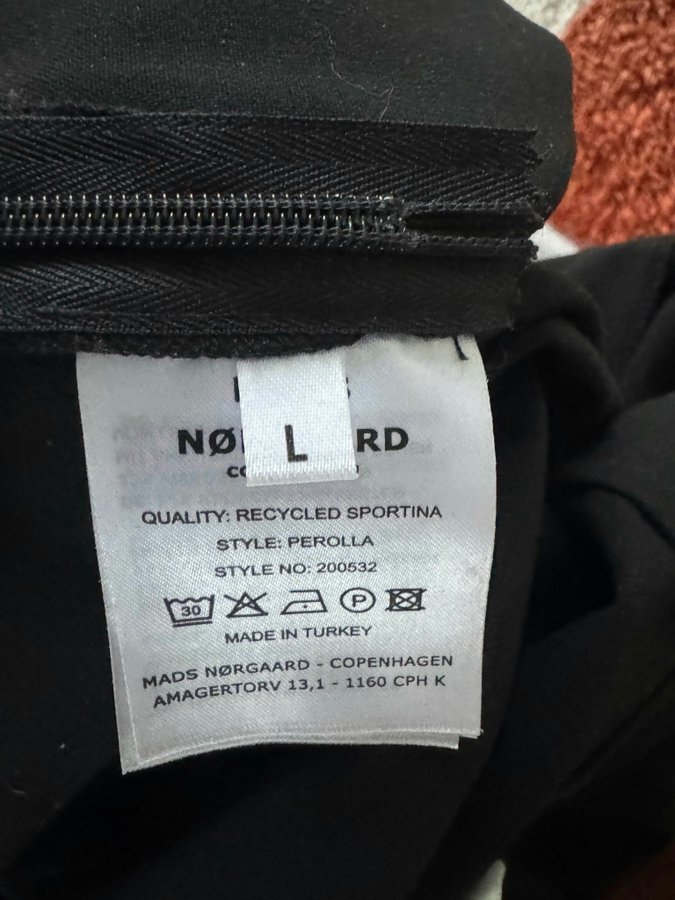 NØ
L
RD
QUALITY: RECYCLED SPORTINA
STYLE: PEROLLA
STYLE NO: 200532
30
P
MADE IN TURKEY
MADS NØRGAARD - COPENHAGEN
AMAGERTORV 13,1 - 1160 CPH K